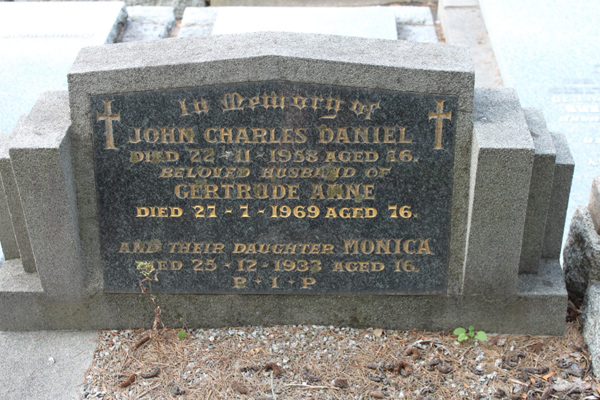 In Memory of
JOHN CHARLES DANIEL
DIED 22-11-1958 AGED 76.
BELOVED HUSBAND OF
GERTRUDE ANNE
DIED 27-7-1969 AGED 76.
AND THEIR DAUGHTER MONICA
DIED 25-12-1933 AGED 16.
R·I·P